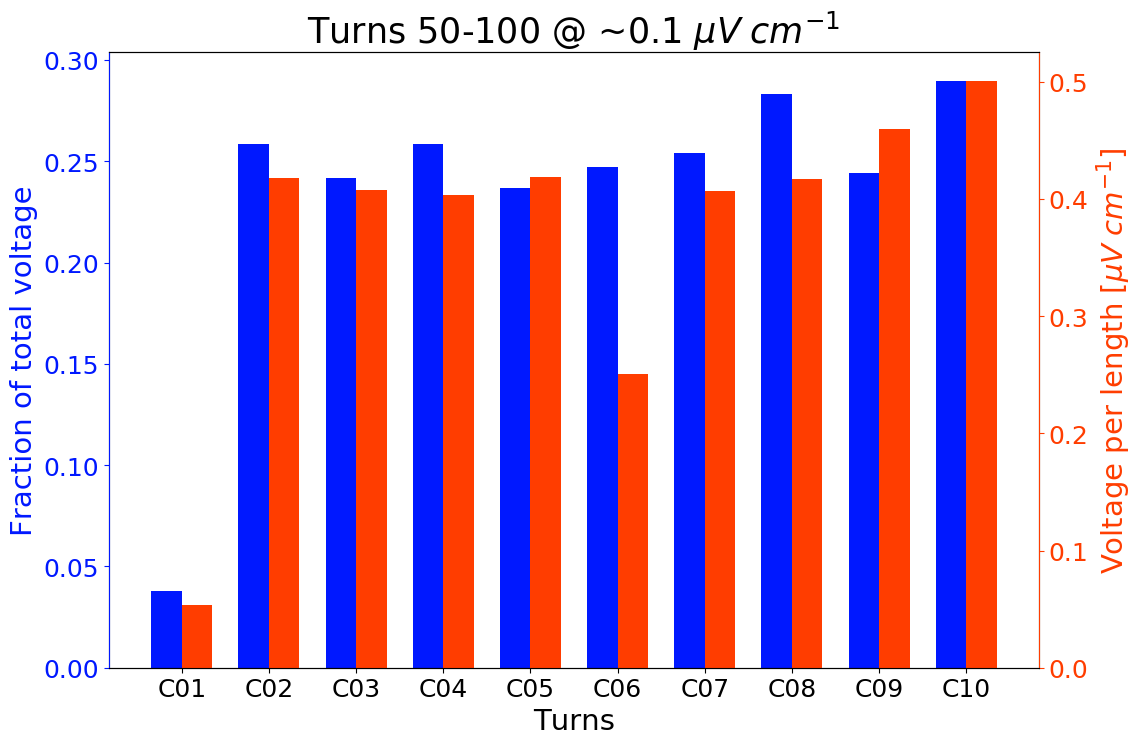 Turns 50-100 @ ~0.1 μV cm⁻¹
Fraction of total voltage
0.30
0.25
0.20
0.15
0.10
0.05
0.00
Voltage per length [μV cm⁻¹]
0.5
0.4
0.3
0.2
0.1
0.0
C01 C02 C03 C04 C05 C06 C07 C08 C09 C10
Turns